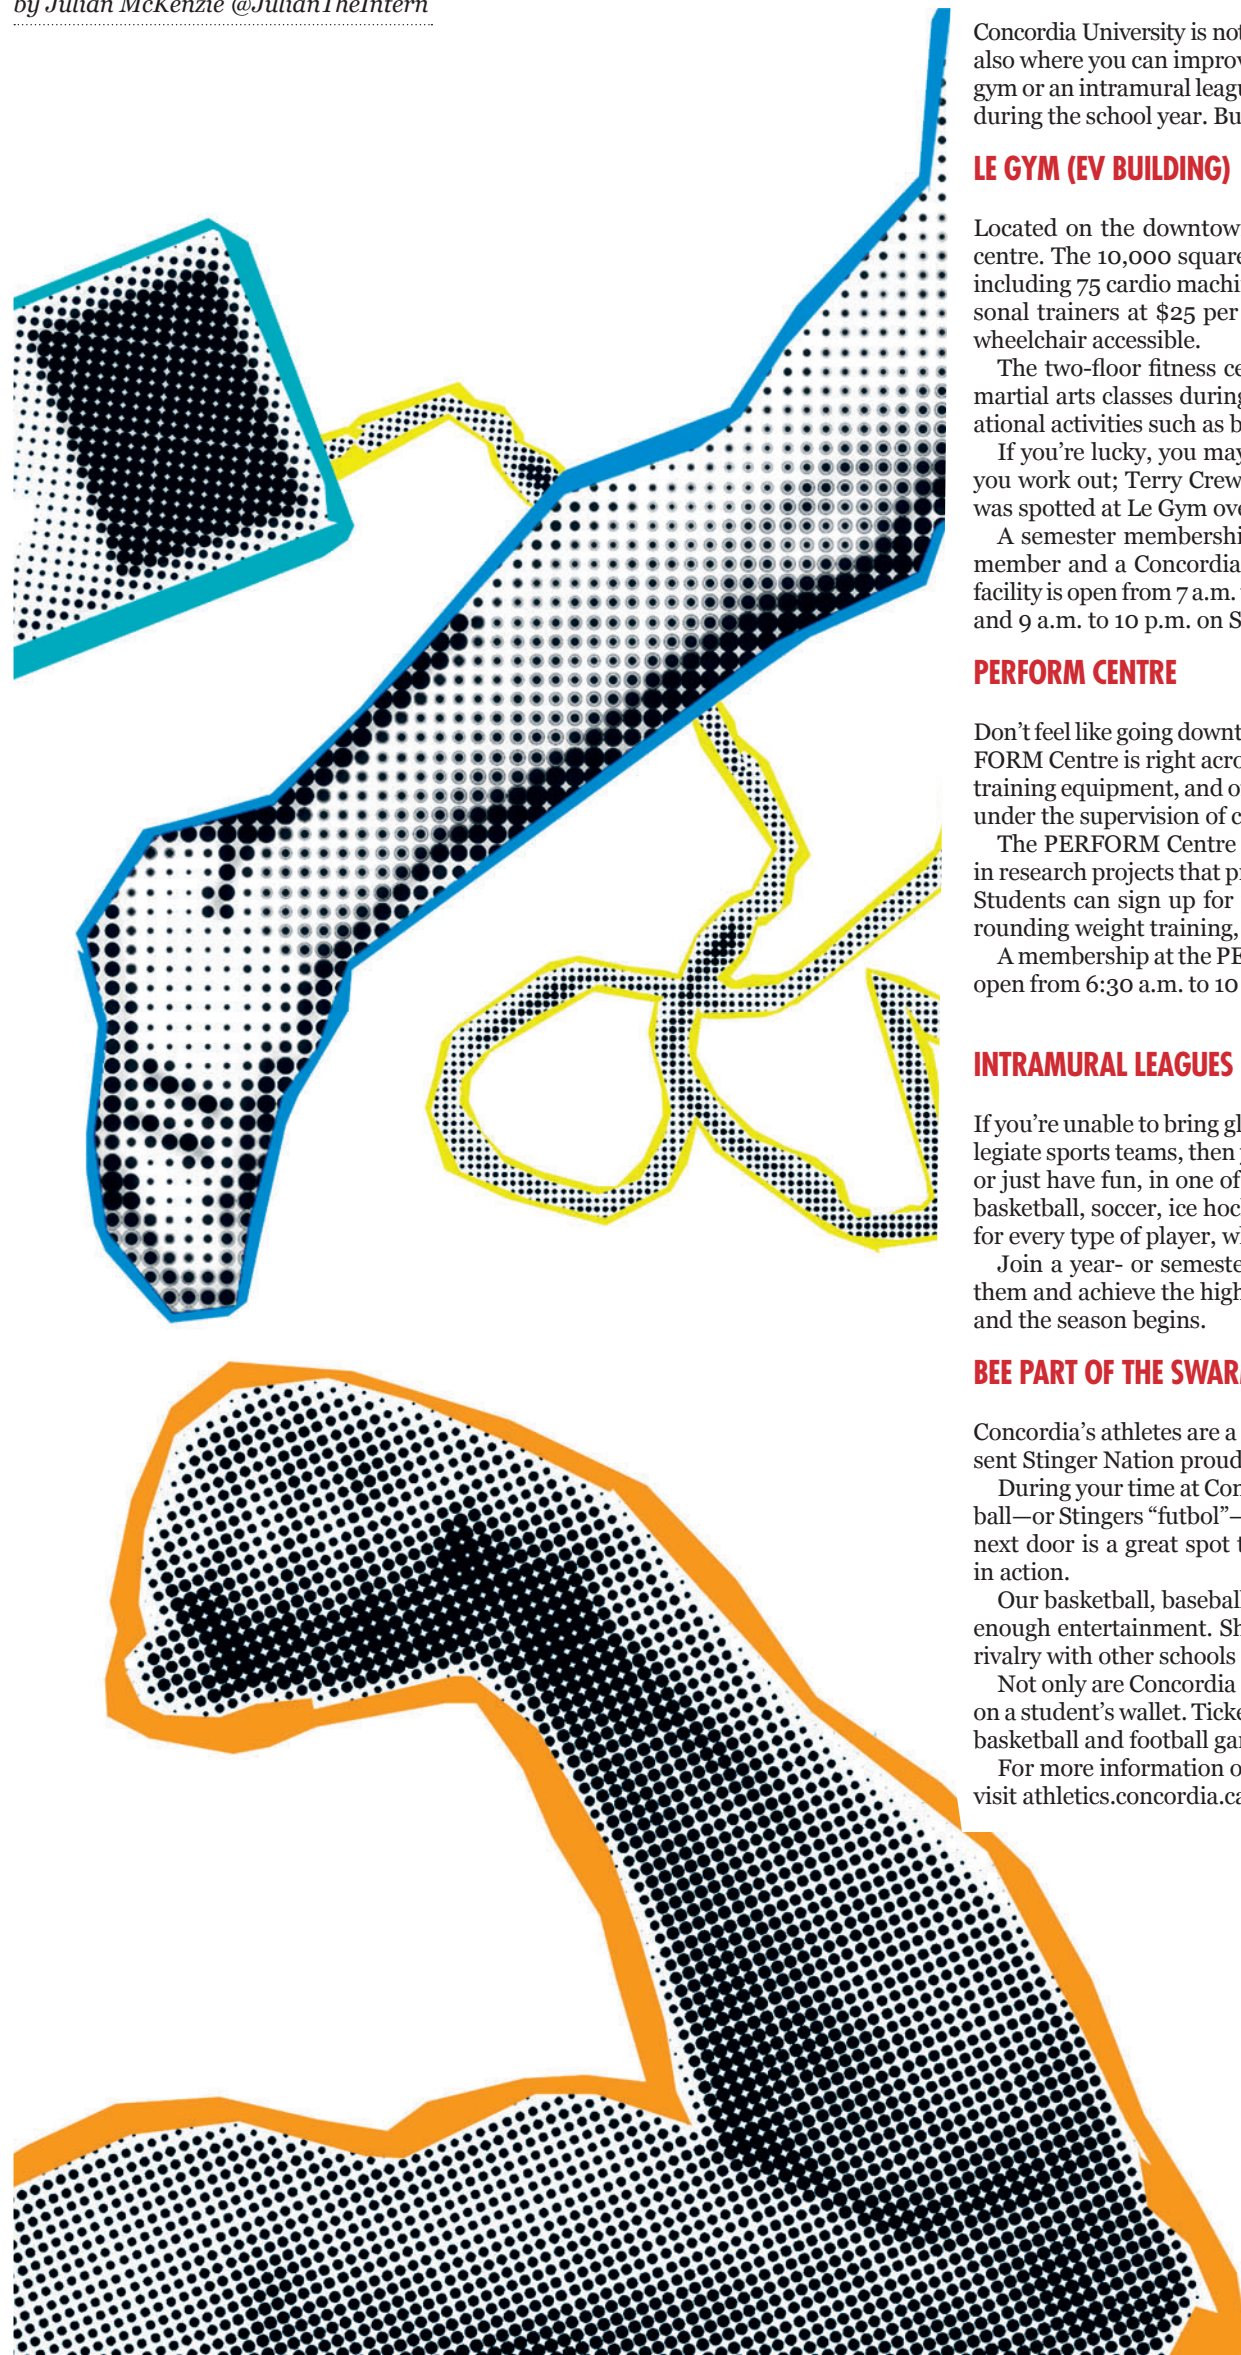 by Julian McKenzie @JulianTheIntern
Concordia University is not
also where you can improv
gym or an intramural leagu
during the school year. Bu
LE GYM (EV BUILDING)
Located on the downtow
centre. The 10,000 square
including 75 cardio machi
sonal trainers at $25 per
wheelchair accessible.
The two-floor fitness ce
martial arts classes during
ational activities such as b
If you’re lucky, you may
you work out; Terry Crew
was spotted at Le Gym ove
A semester membershi
member and a Concordia
facility is open from 7 a.m.
and 9 a.m. to 10 p.m. on S
PERFORM CENTRE
Don’t feel like going downt
FORM Centre is right acro
training equipment, and o
under the supervision of c
The PERFORM Centre
in research projects that p
Students can sign up for
rounding weight training,
A membership at the PE
open from 6:30 a.m. to 10
INTRAMURAL LEAGUES
If you’re unable to bring gl
legiate sports teams, then
or just have fun, in one of
basketball, soccer, ice hoc
for every type of player, w
Join a year- or semeste
them and achieve the high
and the season begins.
BEE PART OF THE SWAR
Concordia’s athletes are a
sent Stinger Nation proud
During your time at Con
ball—or Stingers “futbol”—
next door is a great spot t
in action.
Our basketball, baseball
enough entertainment. Sh
rivalry with other schools
Not only are Concordia
on a student’s wallet. Ticke
basketball and football ga
For more information o
visit athletics.concordia.ca